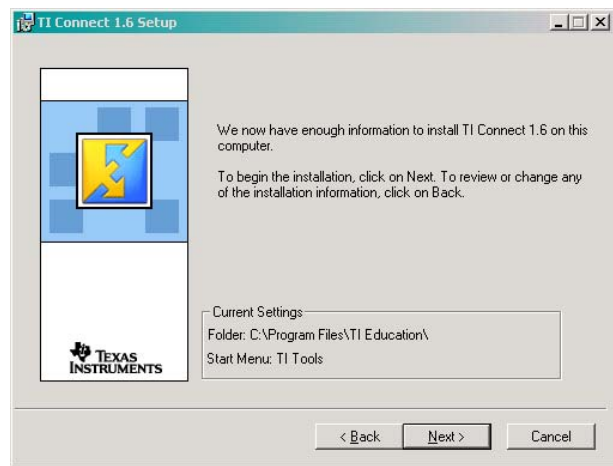 TI Connect 1.6 Setup
We now have enough information to install TI Connect 1.6 on this
computer.
To begin the installation, click on Next. To review or change any
of the installation information, click on Back.
Current Settings
Folder: C:\Program Files\TI Education\
Start Menu: TI Tools
TEXAS
INSTRUMENTS
< Back Next > Cancel